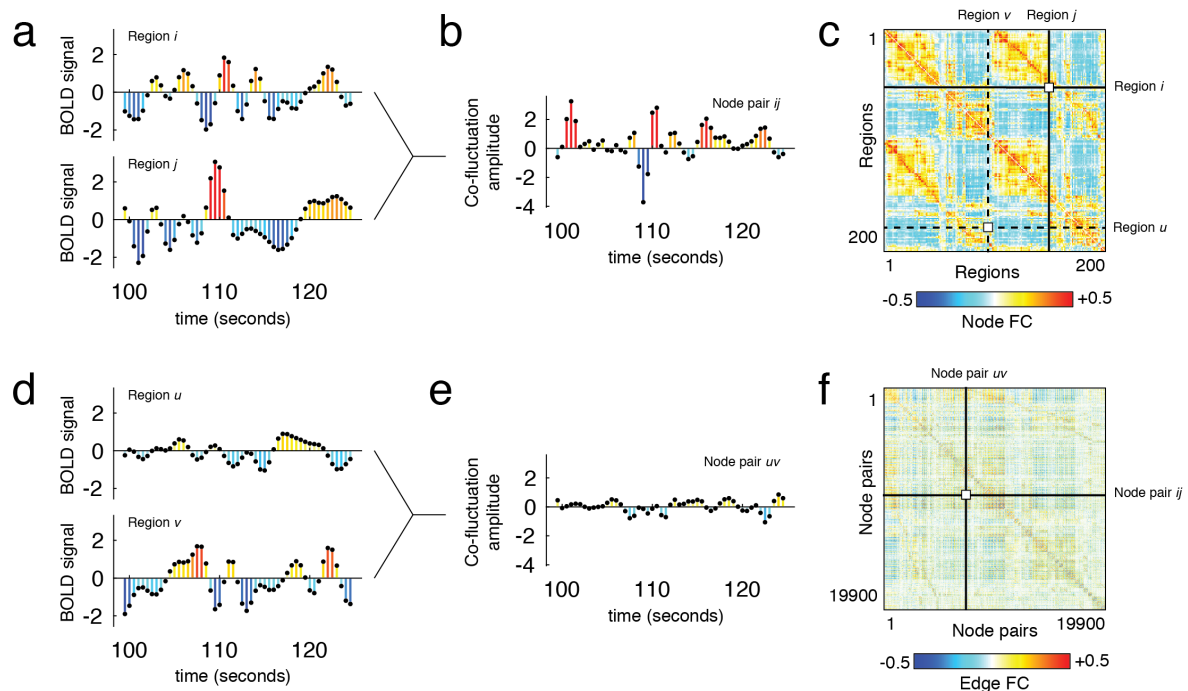 a
Region i
BOLD signal
2
0
-2
Region j
BOLD signal
2
0
-2
100
110
120
time (seconds)
b
Node pair ij
Co-fluctuation
amplitude
2
0
-2
-4
100
110
120
time (seconds)
c
Region v
Region j
1
Region i
Regions
Region u
200
1
200
Regions
-0.5
+0.5
Node FC
d
Region u
BOLD signal
2
0
-2
Region v
BOLD signal
2
0
-2
100
110
120
time (seconds)
e
Node pair uv
Co-fluctuation
amplitude
2
0
-2
-4
100
110
120
time (seconds)
f
Node pair uv
1
Node pairs
Node pair ij
19900
1
19900
Node pairs
-0.5
+0.5
Edge FC